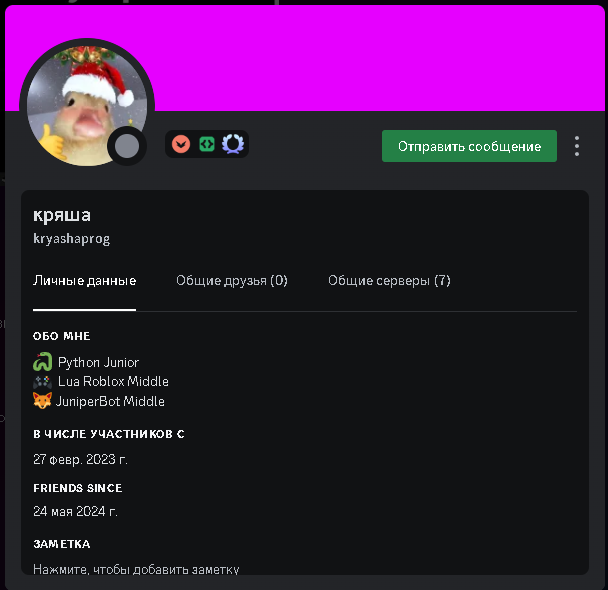 Отправить сообщение
кряша
kryashaprog
Личные данные
Общие друзья (0)
Общие серверы (7)
ОБО МНЕ
Python Junior
Lua Roblox Middle
JuniperBot Middle
В ЧИСЛЕ УЧАСТНИКОВ С
27 февр. 2023 г.
FRIENDS SINCE
24 мая 2024 г.
ЗАМЕТКА
Нажмите, чтобы добавить заметку